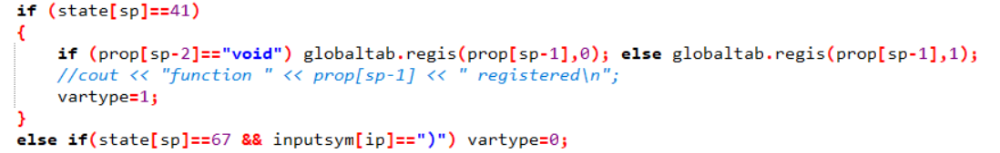 if (state[sp]==41)
{
if (prop[sp-2]=="void") globaltab.regis(prop[sp-1],0); else globaltab.regis(prop[sp-1],1);
//cout << "function " << prop[sp-1] << " registered\n";
vartype=1;
}
else if(state[sp]==67 && inputsym[ip]==")") vartype=0;